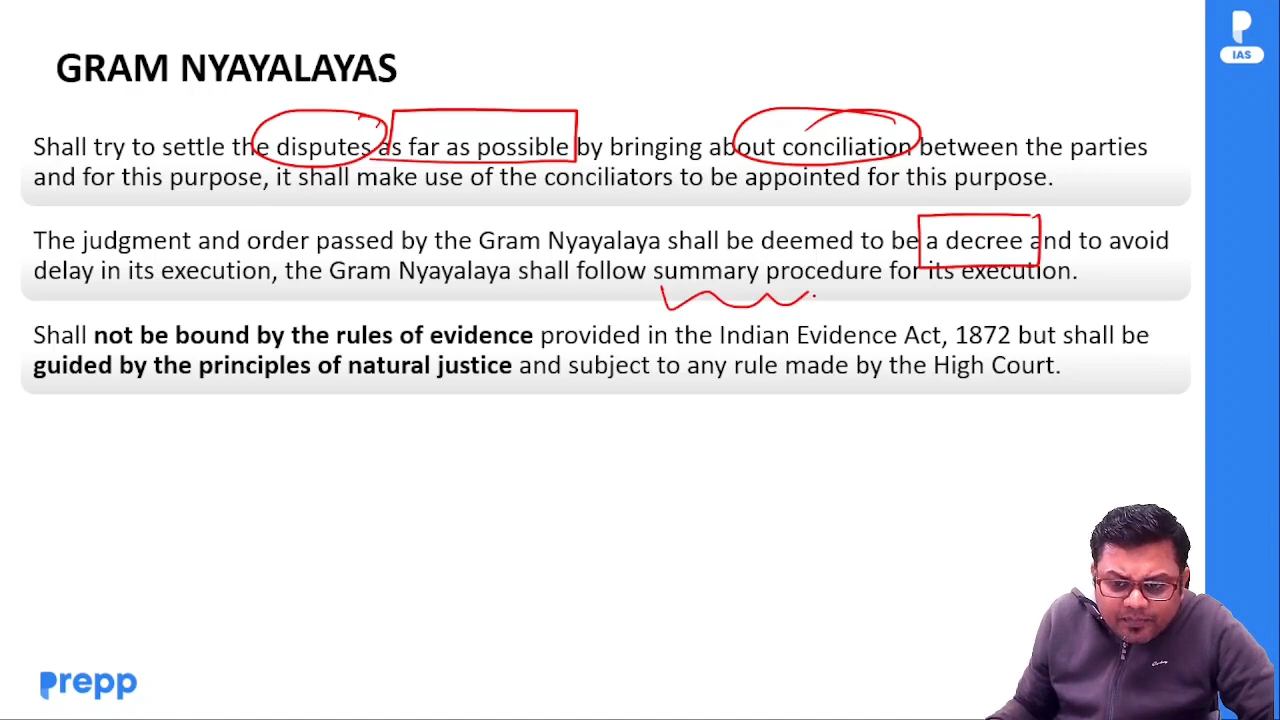 IAS
GRAM NYAYALAYAS
Shall try to settle the disputes as far as possible by bringing about conciliation between the parties
and for this purpose, it shall make use of the conciliators to be appointed for this purpose.
The judgment and order passed by the Gram Nyayalaya shall be deemed to be a decree and to avoid
delay in its execution, the Gram Nyayalaya shall follow summary procedure for its execution.
Shall not be bound by the rules of evidence provided in the Indian Evidence Act, 1872 but shall be
guided by the principles of natural justice and subject to any rule made by the High Court.
prepp